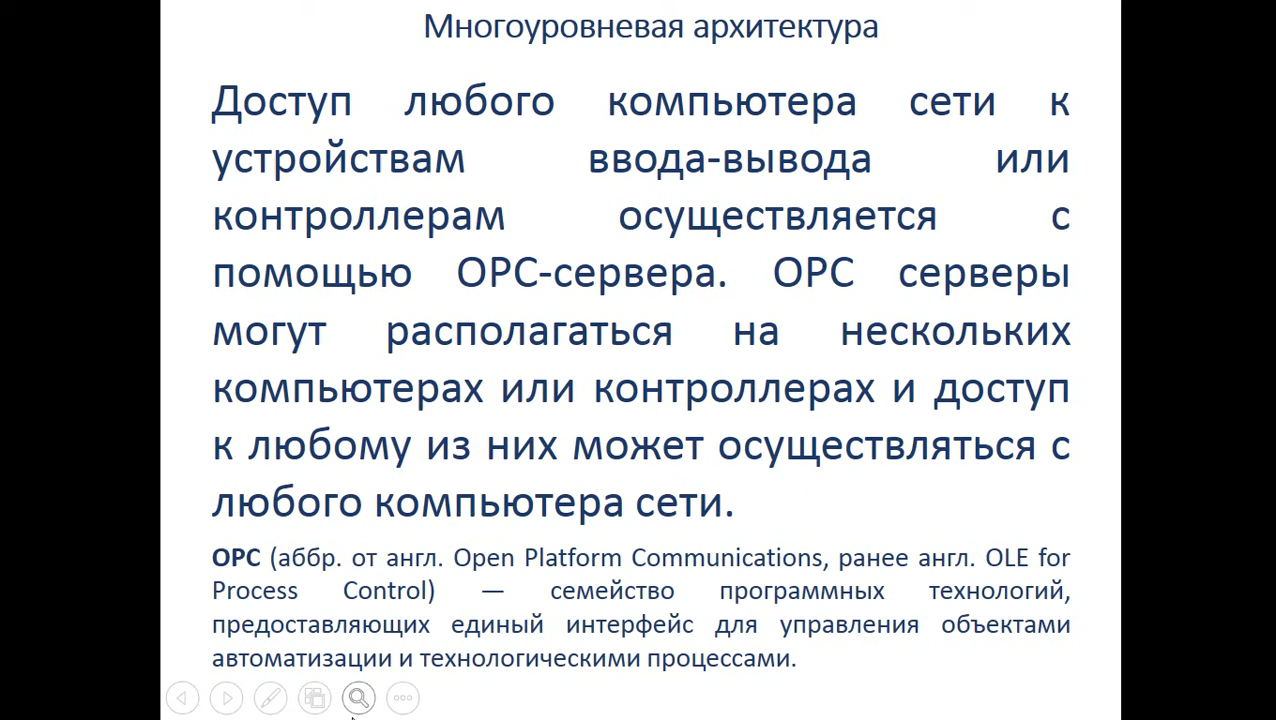 Многоуровневая архитектура
Доступ любого компьютера сети к
устройствам ввода-вывода или
контроллерам осуществляется с
помощью ОРС-сервера. ОРС серверы
могут располагаться на нескольких
компьютерах или контроллерах и доступ
к любому из них может осуществляться с
любого компьютера сети.
OPC (аббр. от англ. Open Platform Communications, ранее англ. OLE for
Process Control) — семейство программных технологий,
предоставляющих единый интерфейс для управления объектами
автоматизации и технологическими процессами.